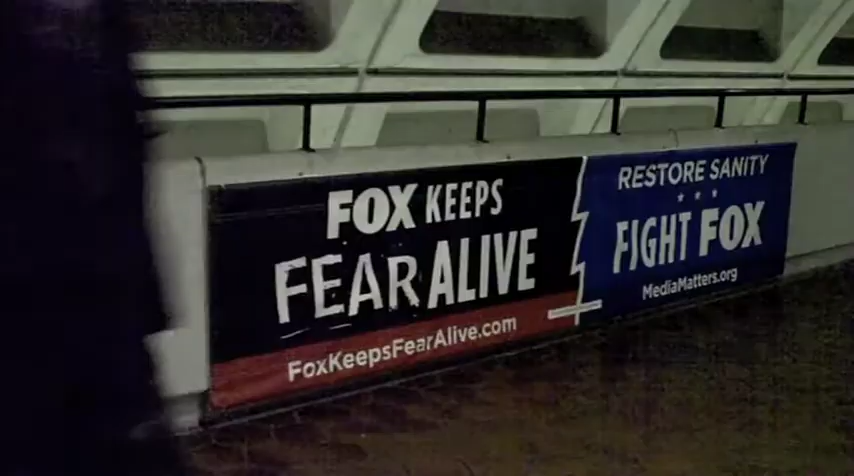 FOX KEEPS
FEAR ALIVE
FoxKeepsFearAlive.com
RESTORE SANITY
FIGHT FOX
MediaMatters.org